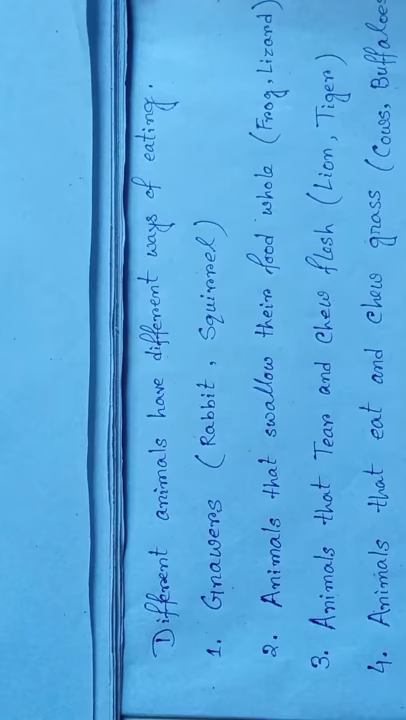 Different animals have different ways of eating.
1. Gnawers (Rabbit, Squirrel)
2. Animals that swallow their food whole (Frog, Lizard)
3. Animals that Tear and Chew flesh (Lion, Tiger)
4. Animals that eat and chew grass (Cows, Buffaloes